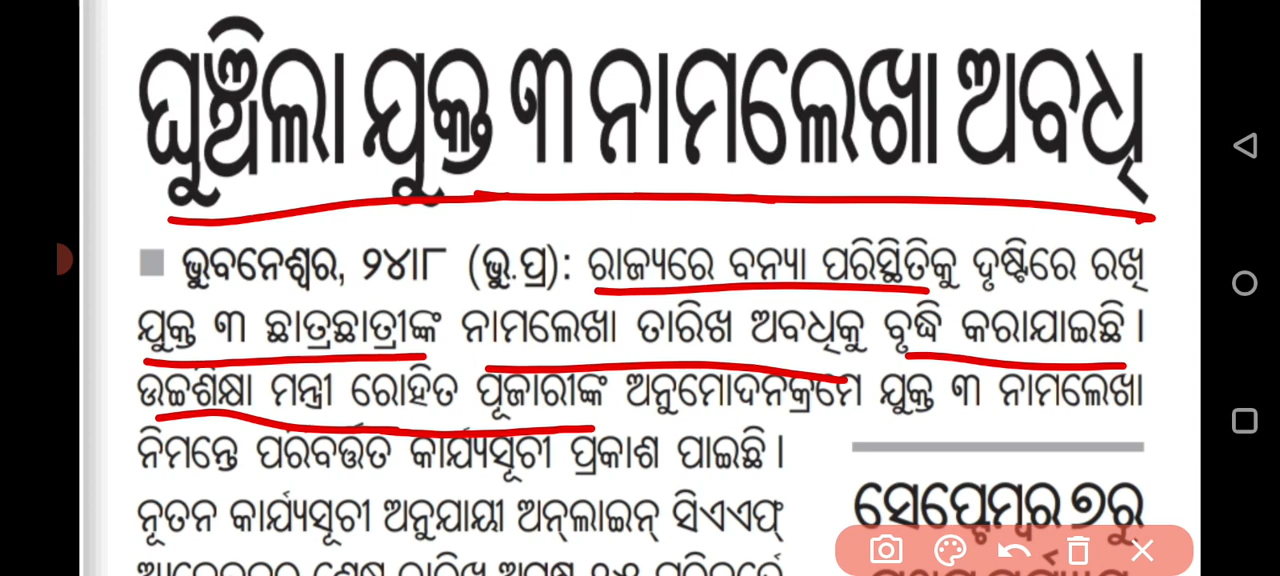 ଘୁଞ୍ଚିଲା ଯୁକ୍ତ ୩ ନାମଲେଖା ଅବଧି
ଭୁବନେଶ୍ୱର, ୨୪।୮ (ଭୁ.ପ୍ର): ରାଜ୍ୟରେ ବନ୍ୟା ପରିସ୍ଥିତିକୁ ଦୃଷ୍ଟିରେ ରଖି
ଯୁକ୍ତ ୩ ଛାତ୍ରଛାତ୍ରୀଙ୍କ ନାମଲେଖା ତାରିଖ ଅବଧିକୁ ବୃଦ୍ଧି କରାଯାଇଛି।
ଉଚ୍ଚଶିକ୍ଷା ମନ୍ତ୍ରୀ ରୋହିତ ପୂଜାରୀଙ୍କ ଅନୁମୋଦନକ୍ରମେ ଯୁକ୍ତ ୩ ନାମଲେଖା
ନିମନ୍ତେ ପରିବର୍ତ୍ତିତ କାର୍ଯ୍ୟସୂଚୀ ପ୍ରକାଶ ପାଇଛି।
ନୂତନ କାର୍ଯ୍ୟସୂଚୀ ଅନୁଯାୟୀ ଅନ୍‌ଲାଇନ୍ ସିଏଏଫ୍
ସେପ୍ଟେମ୍ବର ୭ରୁ